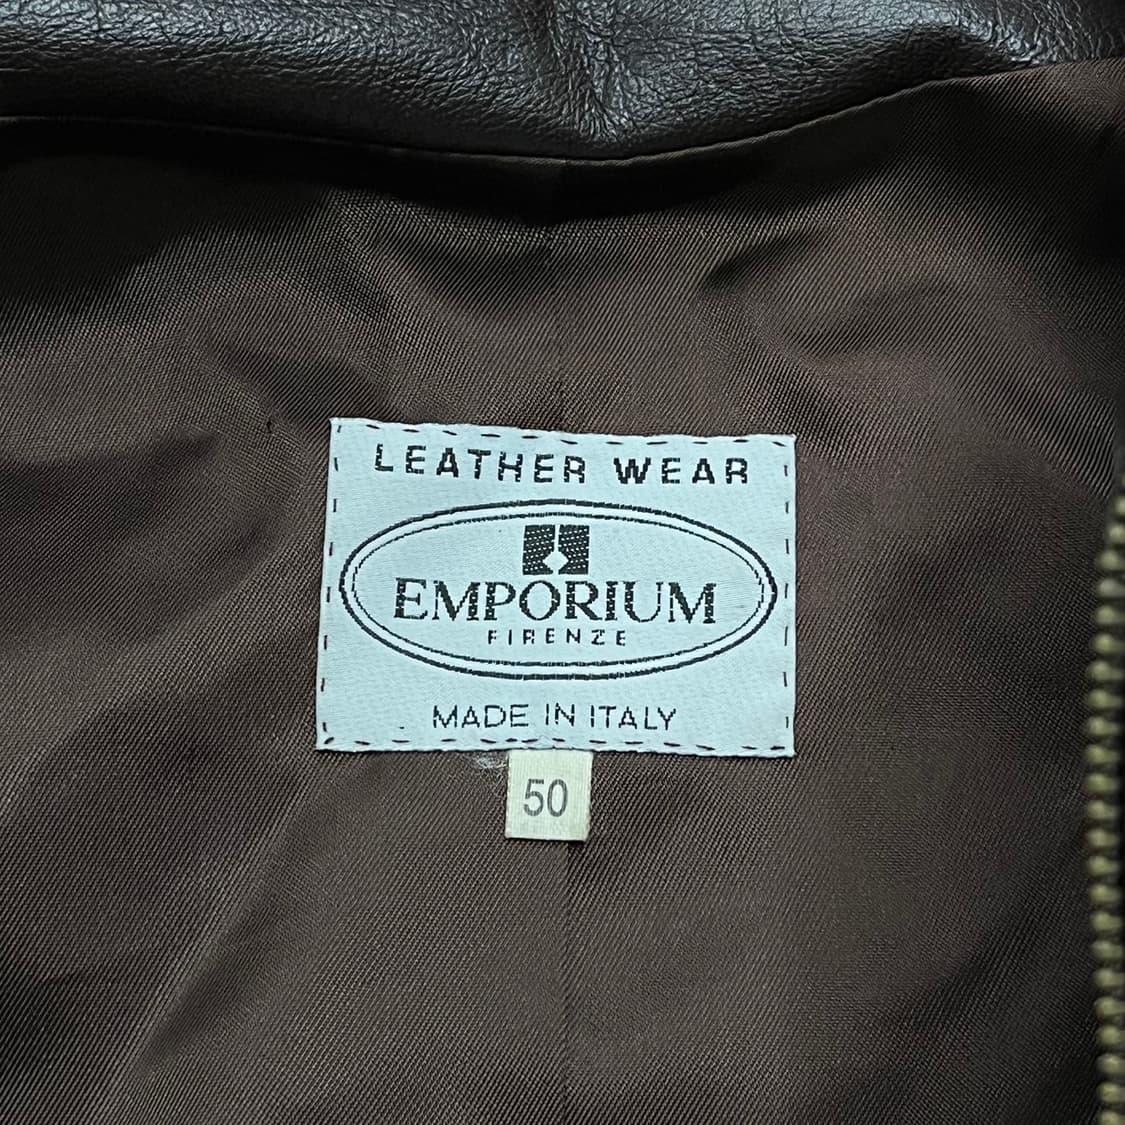 LEATHER WEAR
EMPORIUM
FIRENZE
MADE IN ITALY
50